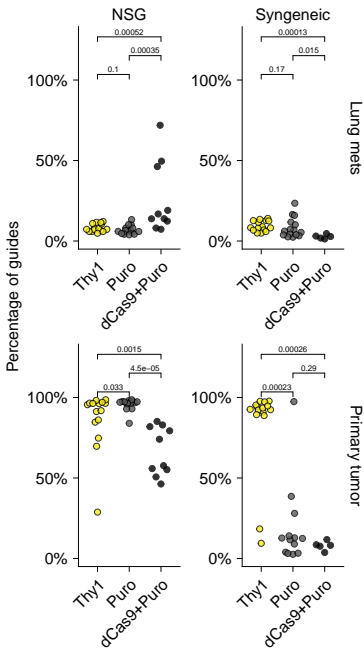 NSG Syngeneic
0.00052 0.00013
0.00035 0.015
0.1 0.17
100% 100%
50% 50%
0% 0%
Lung mets
Thy1 Puro dCas9+Puro Thy1 Puro dCas9+Puro
Percentage of guides
0.0015 0.00026
4.5e-05 0.29
0.033 0.00023
100% 100%
50% 50%
0% 0%
Primary tumor
Thy1 Puro dCas9+Puro Thy1 Puro dCas9+Puro